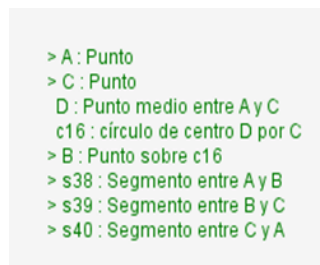 > A : Punto
> C : Punto
D : Punto medio entre A y C
c16 : círculo de centro D por C
> B : Punto sobre c16
> s38 : Segmento entre A y B
> s39 : Segmento entre B y C
> s40 : Segmento entre C y A